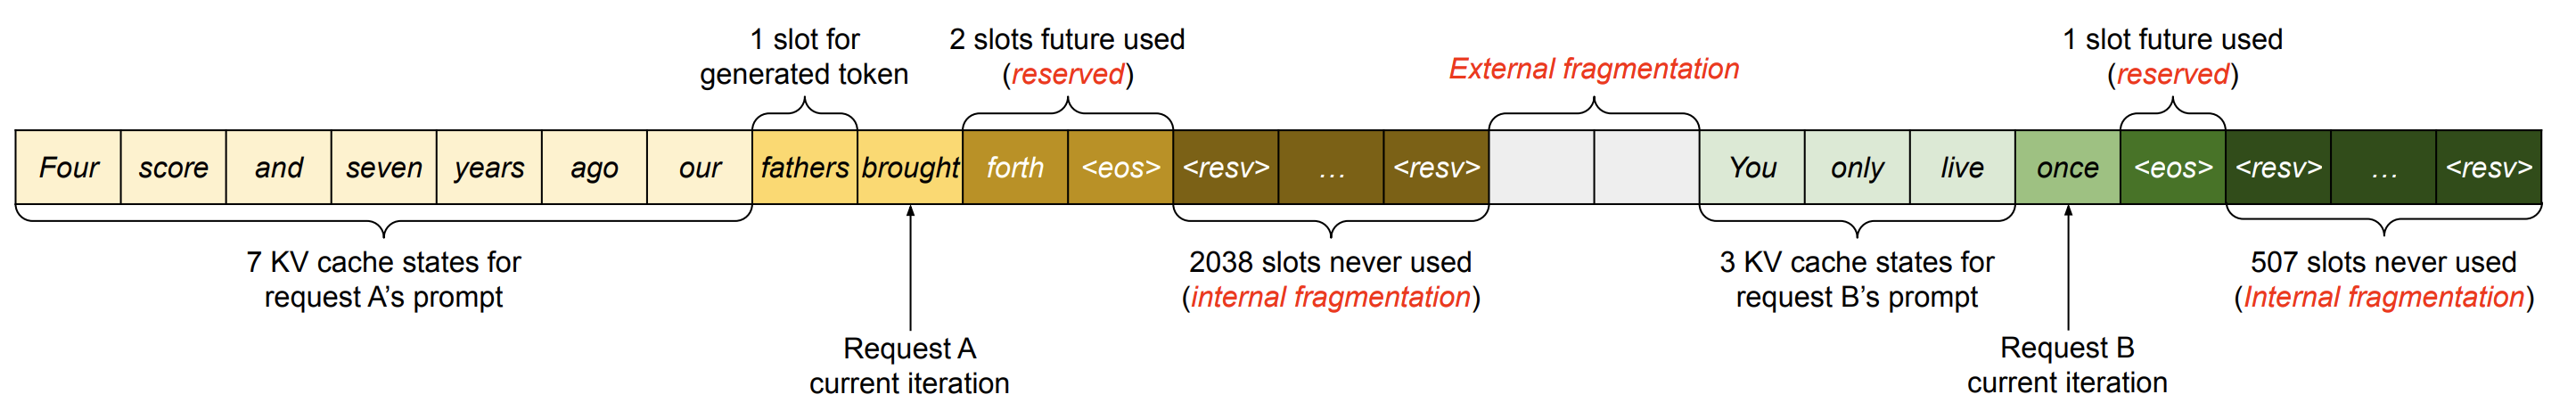 1 slot for
generated token
2 slots future used
(reserved)
External fragmentation
1 slot future used
(reserved)
Four score and seven years ago our fathers brought forth <eos> <resv> ... <resv> You only live once <eos> <resv> ... <resv>
7 KV cache states for
request A's prompt
2038 slots never used
(internal fragmentation)
3 KV cache states for
request B's prompt
507 slots never used
(Internal fragmentation)
Request A
current iteration
Request B
current iteration